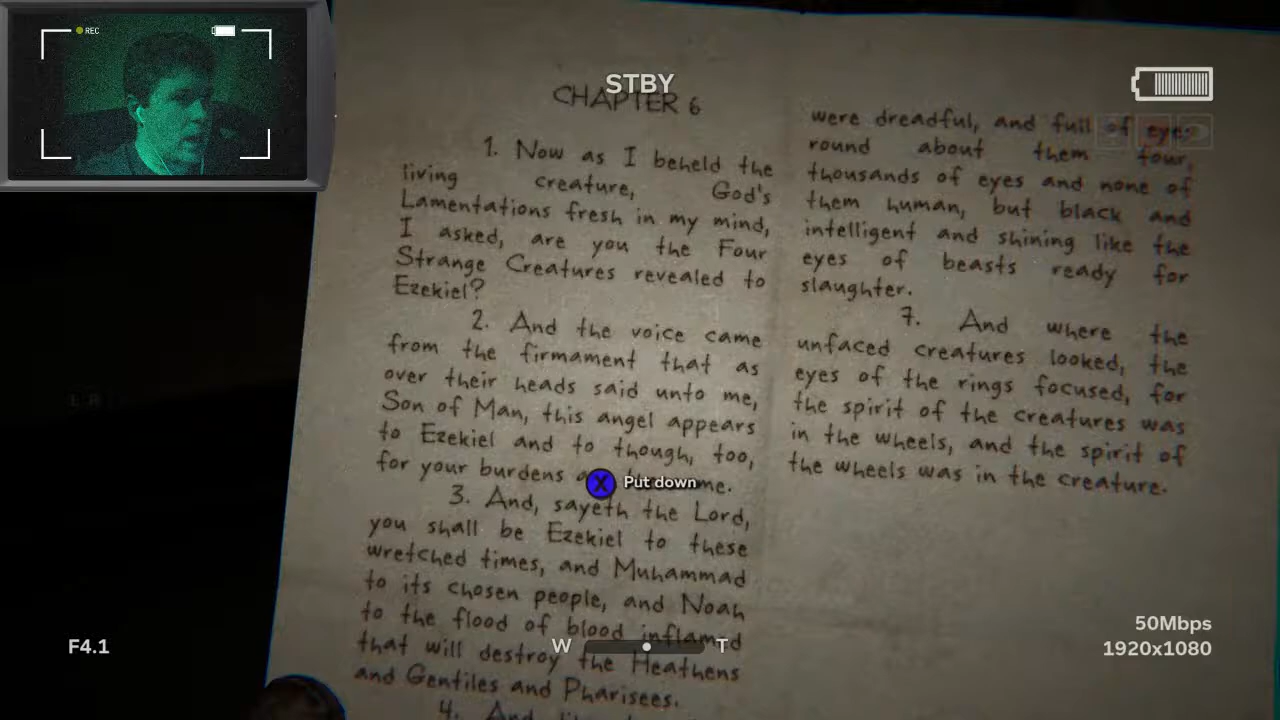 REC
STBY
CHAPTER 6
1. Now as I beheld the
living creature, God's
Lamentations fresh in my mind,
I asked, are you the Four
Strange Creatures revealed to
Ezekiel?
2. And the voice came
from the firmament that as
over their heads said unto me,
Son of Man, this angel appears
to Ezekiel and to though, too,
for your burdens me.
3. And, sayeth the Lord,
you shall be Ezekiel to these
wretched times, and Muhammad
to its chosen people, and Noah
to the flood of blood inflamed
that will destroy the Heathens
and Gentiles and Pharisees.
4. And
were dreadful, and full of eyes
round about them four,
thousands of eyes and none of
them human, but black and
intelligent and shining like the
eyes of beasts ready for
slaughter.
7. And where the
unfaced creatures looked, the
eyes of the rings focused, for
the spirit of the creatures was
in the wheels, and the spirit of
the wheels was in the creature.
X Put down
F4.1
W T
50Mbps
1920x1080